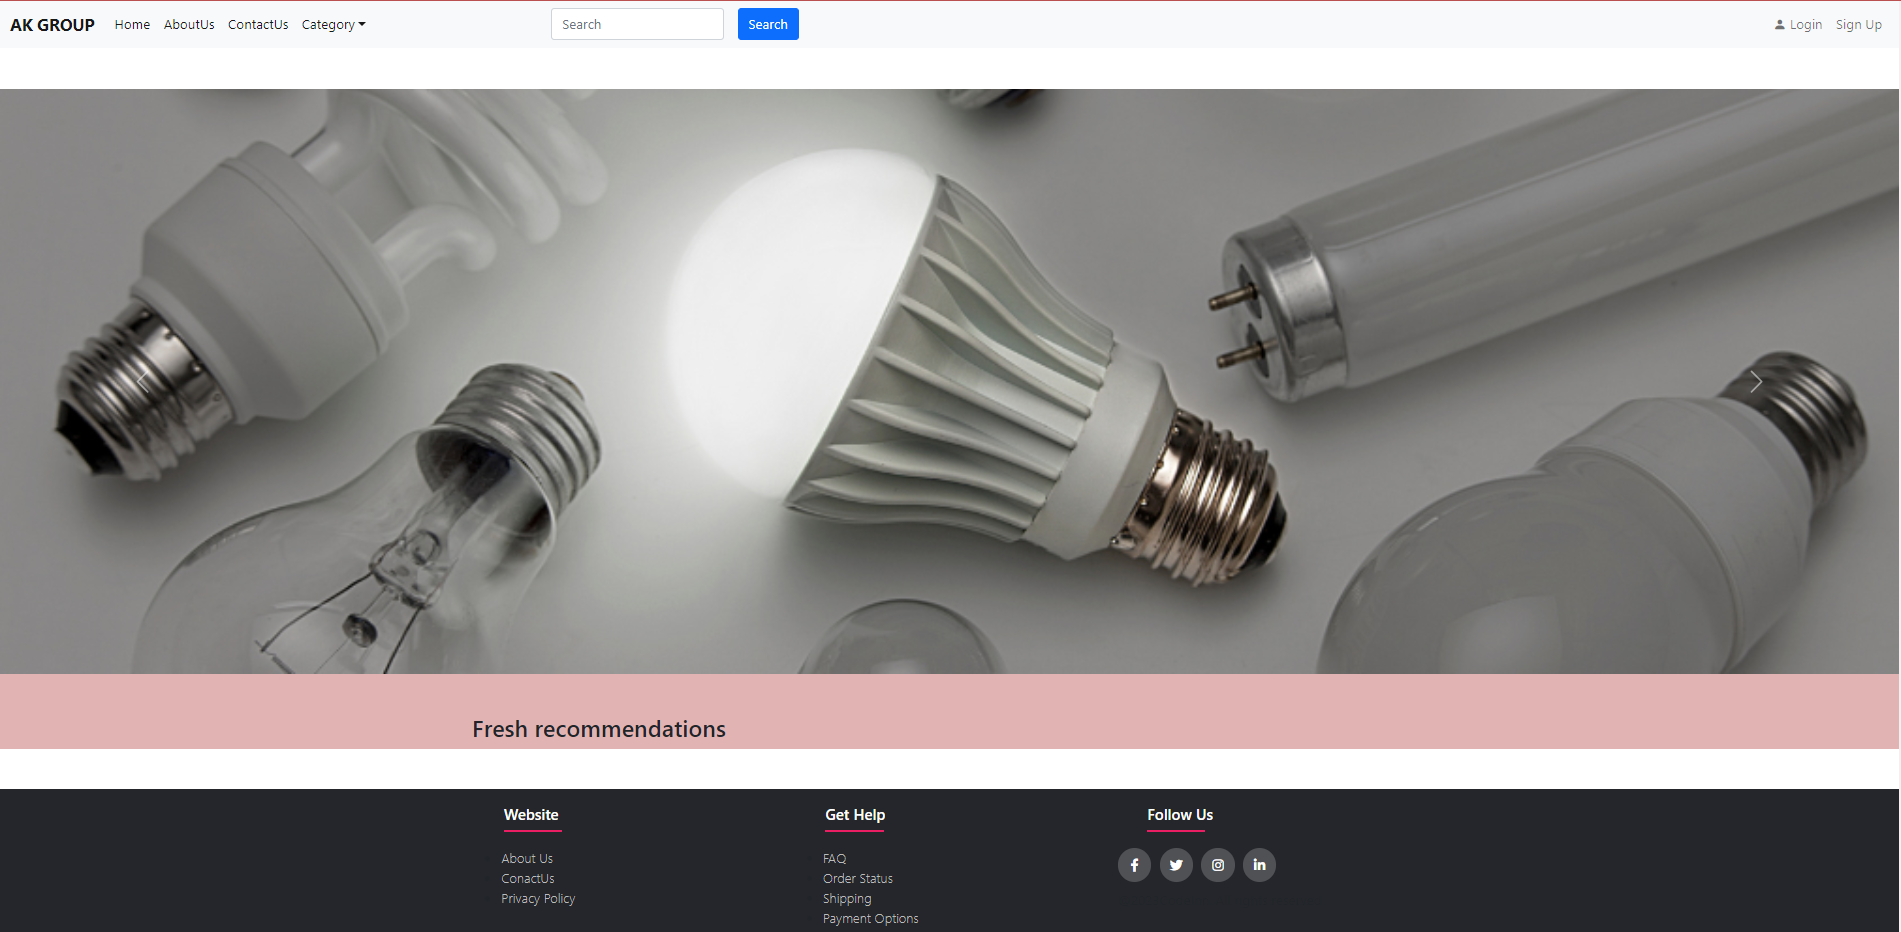 AK GROUP Home AboutUs ContactUs Category Search Search Login Sign Up
Fresh recommendations
Website Get Help Follow Us
About Us FAQ
ConactUs Order Status
Privacy Policy Shipping
Payment Options